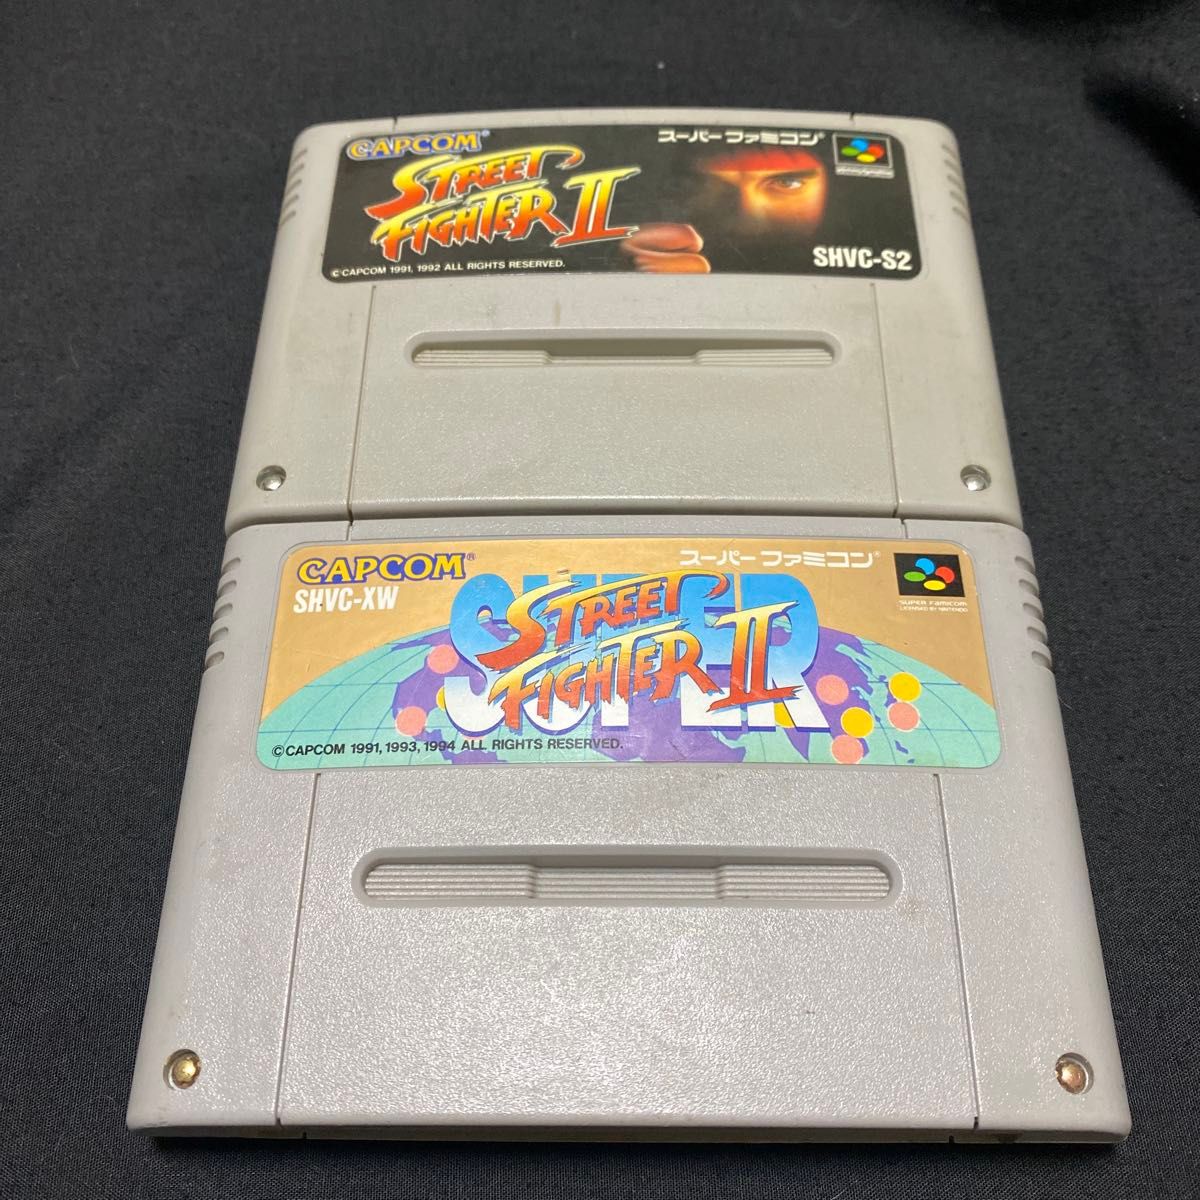 CAPCOM®
スーパーファミコン®
STREET
FIGHTER II
©CAPCOM 1991, 1992 ALL RIGHTS RESERVED.
SHVC-S2
CAPCOM®
スーパーファミコン®
SHVC-XW
SUPER
STREET
FIGHTER II
SUPER FAMICOM
LICENSED BY NINTENDO
©CAPCOM 1991, 1993, 1994 ALL RIGHTS RESERVED.